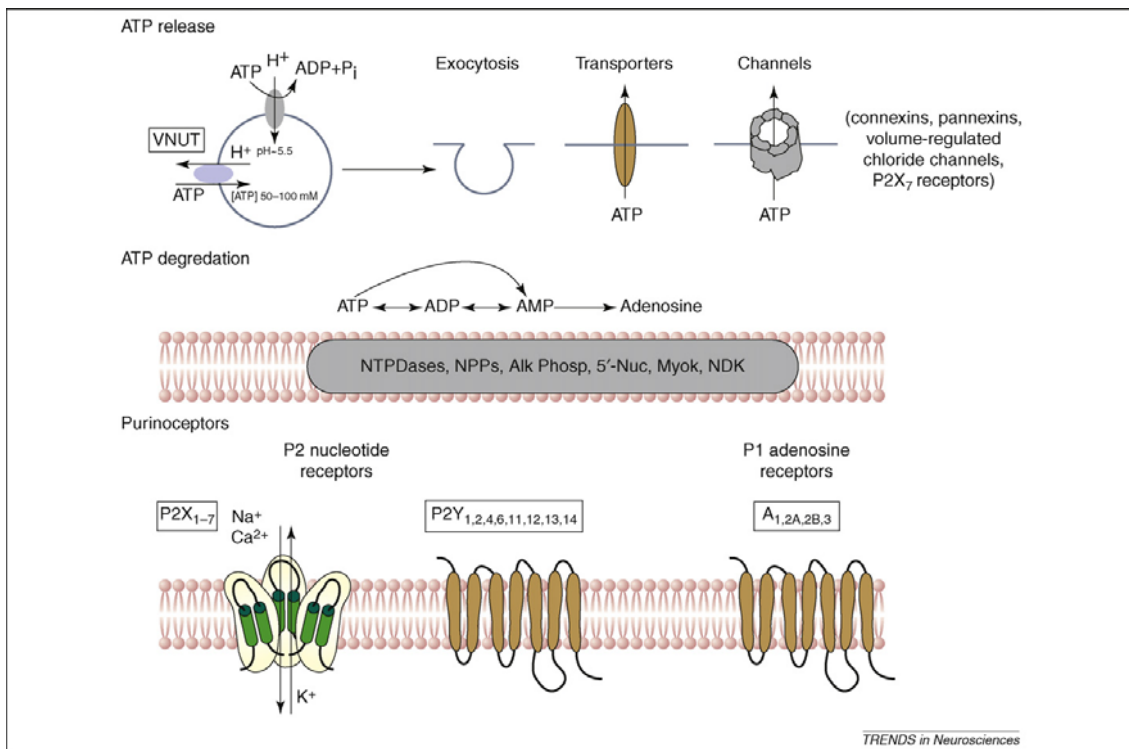 ATP release
ATP H⁺ ADP+Pi
VNUT
H⁺ pH~5.5
ATP [ATP] 50–100 mM
Exocytosis
Transporters
ATP
Channels
ATP
(connexins, pannexins,
volume-regulated
chloride channels,
P2X₇ receptors)
ATP degredation
ATP ADP AMP Adenosine
NTPDases, NPPs, Alk Phosp, 5′-Nuc, Myok, NDK
Purinoceptors
P2 nucleotide
receptors
P1 adenosine
receptors
P2X₁₋₇
Na⁺
Ca²⁺
K⁺
P2Y₁,₂,₄,₆,₁₁,₁₂,₁₃,₁₄
A₁,₂A,₂B,₃
TRENDS in Neurosciences